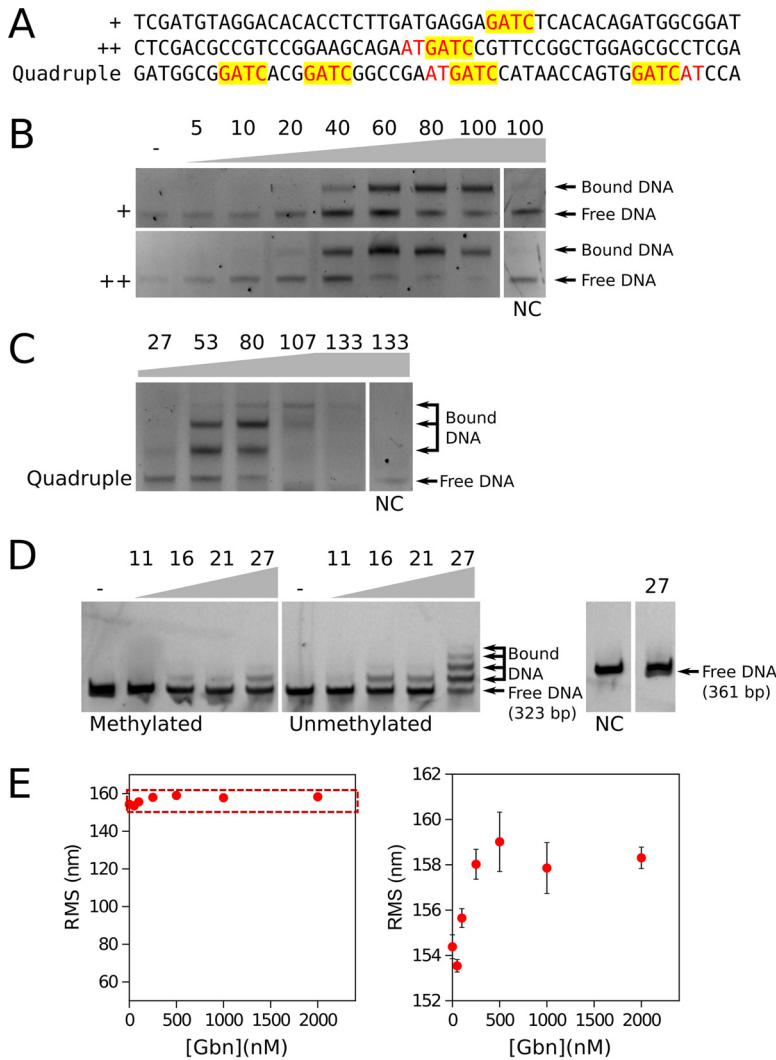 A
+ TCGATGTAGGACACACCTCTTGATGAGGAGATCTCACACAGATGGCGGAT
++ CTCGACGCCGTCCGGAAGCAGAATGATCCGTTCCGGCTGGAGCGCCTCGA
Quadruple GATGGCGGATCACGGATCGGCCGAATGATCCATAACCAGTGGATCATCCA
B
- 5 10 20 40 60 80 100 100
Bound DNA
+ Free DNA
Bound DNA
++ Free DNA
NC
C
27 53 80 107 133 133
Bound
DNA
Quadruple Free DNA
NC
D
- 11 16 21 27 - 11 16 21 27 27
Bound
DNA
Free DNA
(323 bp)
Free DNA
(361 bp)
Methylated Unmethylated NC
E
RMS (nm)
160
140
120
100
80
60
0 500 1000 1500 2000
[Gbn](nM)
RMS (nm)
162
160
158
156
154
152
0 500 1000 1500 2000
[Gbn](nM)